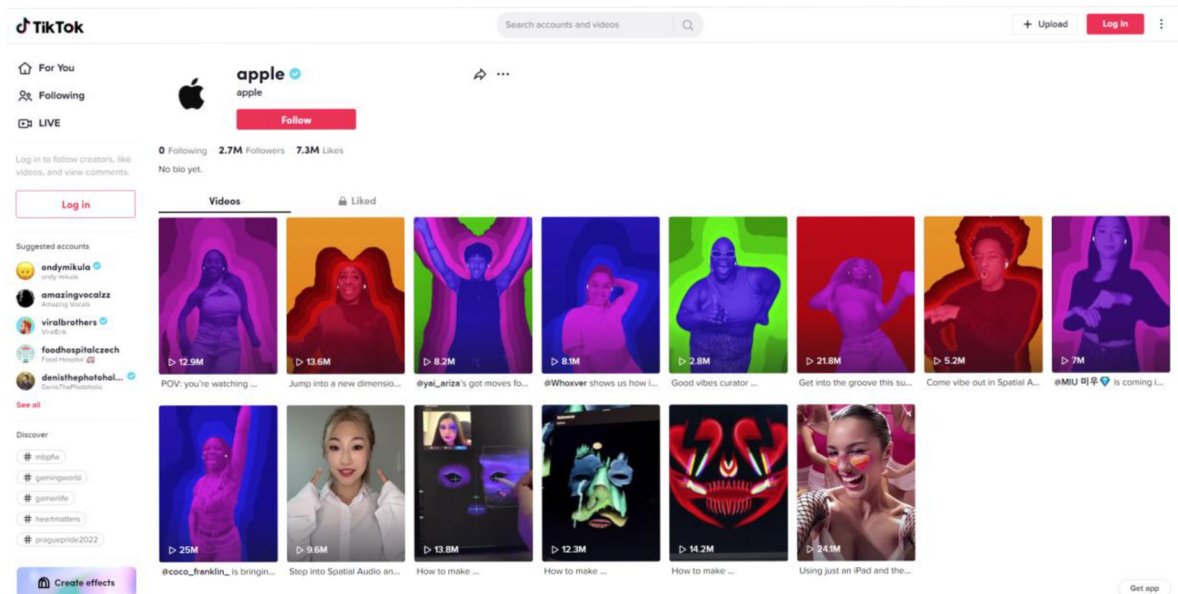 TikTok
Search accounts and videos
+ Upload
Log in
For You
Following
LIVE
Log in to follow creators, like
videos, and view comments.
Log in
Suggested accounts
ondymikula
ondy mikula
amazingvocalzz
Amazing Vocals
viralbrothers
ViralErik
foodhospitalczech
Food Hospital
denisthephotohol...
DenisThePhotoholic
See all
Discover
# mbpfw
# gamingworld
# gamerlife
# heartmatters
# praguepride2022
Create effects
apple
apple
Follow
0 Following 2.7M Followers 7.3M Likes
No bio yet.
Videos
Liked
12.9M
13.6M
8.2M
8.1M
2.8M
21.8M
5.2M
7M
POV: you're watching ...
Jump into a new dimensio...
@yai_ariza's got moves fo...
@Whoxver shows us how i...
Good vibes curator ...
Get into the groove this su...
Come vibe out in Spatial A...
@MIU 미우💎 is coming i...
25M
9.6M
13.8M
12.3M
14.2M
24.1M
@coco_franklin_ is bringin...
Step into Spatial Audio an...
How to make ...
How to make ...
How to make ...
Using just an iPad and the...
Get app